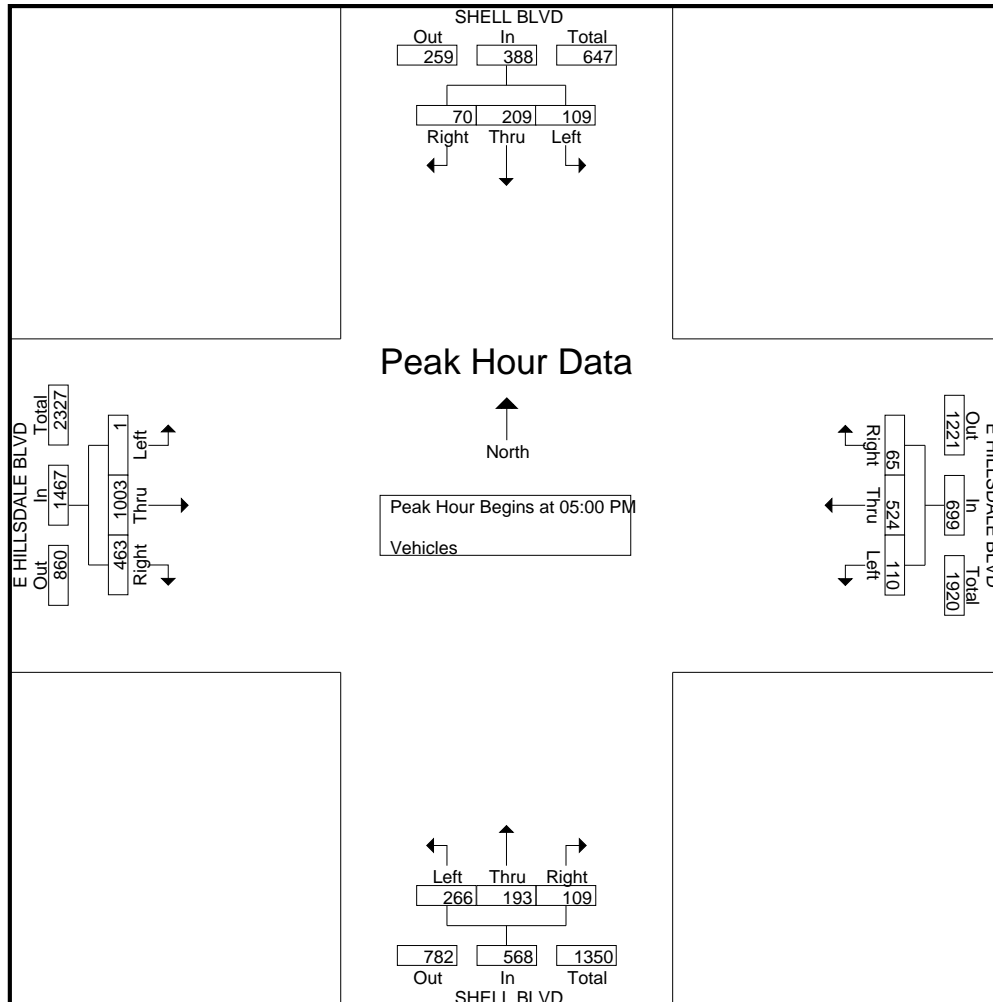 SHELL BLVD
Out In Total
259 388 647
70 209 109
Right Thru Left
Peak Hour Data
North
Peak Hour Begins at 05:00 PM
Vehicles
E HILLSDALE BLVD
Out In Total
860 1467 2327
463 1003 1
Right Thru Left
E HILLSDALE BLVD
Out In Total
1221 699 1920
65 524 110
Right Thru Left
Left Thru Right
266 193 109
782 568 1350
Out In Total
SHELL BLVD